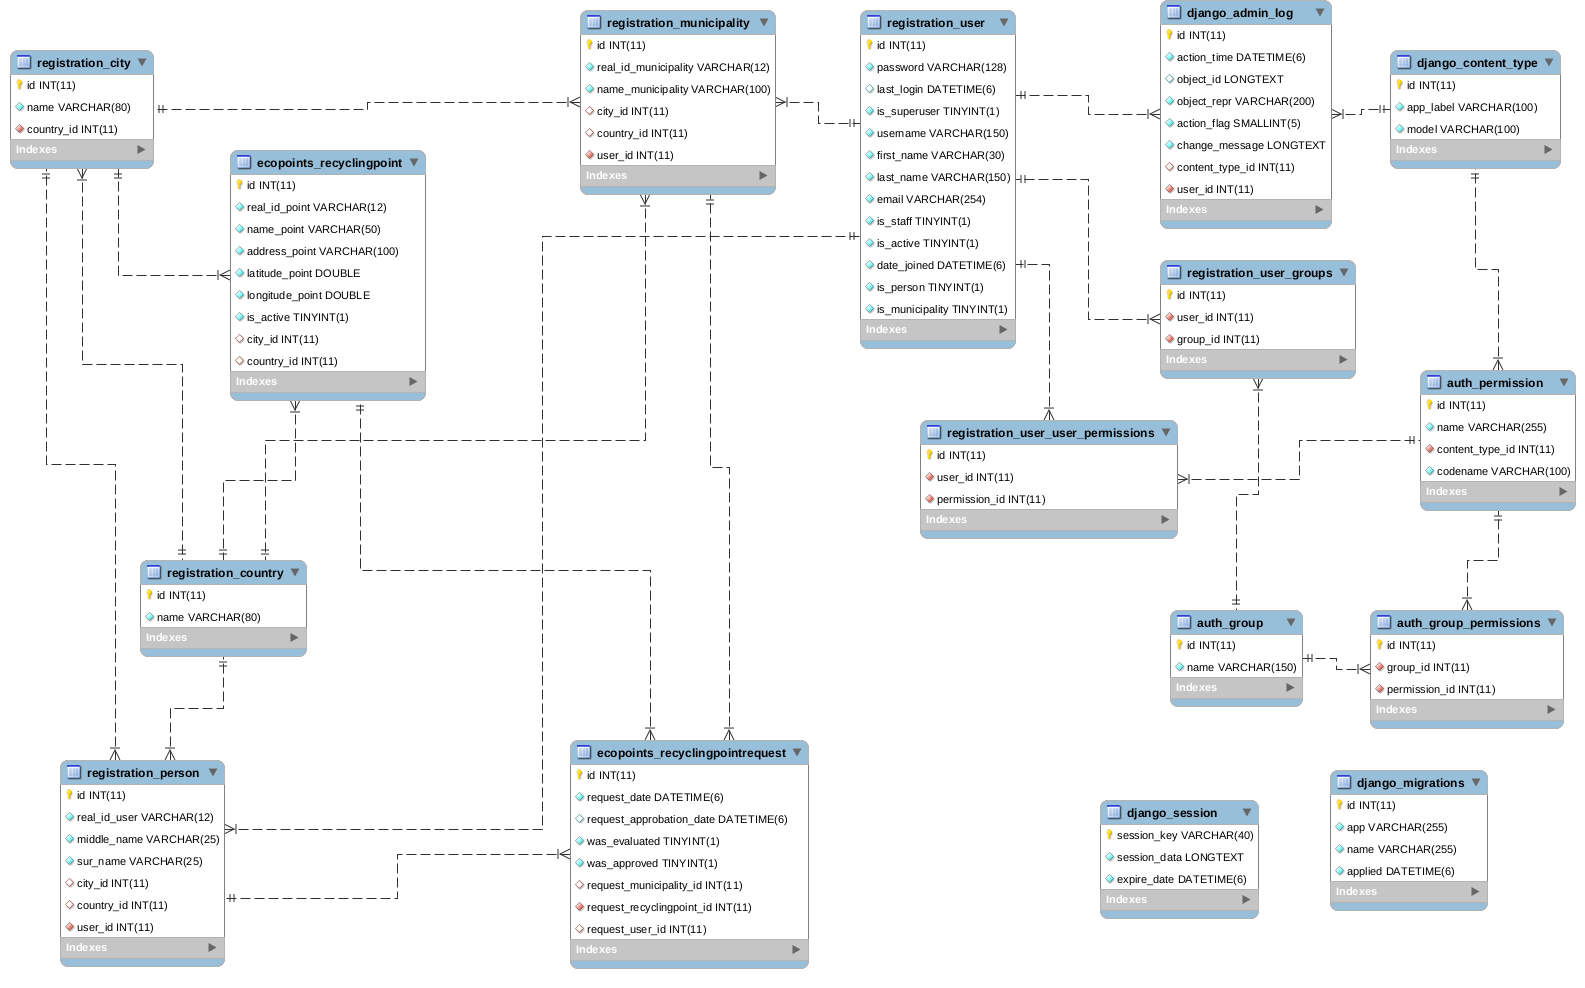 registration_city
id INT(11)
name VARCHAR(80)
country_id INT(11)
Indexes
ecopoints_recyclingpoint
id INT(11)
real_id_point VARCHAR(12)
name_point VARCHAR(50)
address_point VARCHAR(100)
latitude_point DOUBLE
longitude_point DOUBLE
is_active TINYINT(1)
city_id INT(11)
country_id INT(11)
Indexes
registration_municipality
id INT(11)
real_id_municipality VARCHAR(12)
name_municipality VARCHAR(100)
city_id INT(11)
country_id INT(11)
user_id INT(11)
Indexes
registration_user
id INT(11)
password VARCHAR(128)
last_login DATETIME(6)
is_superuser TINYINT(1)
username VARCHAR(150)
first_name VARCHAR(30)
last_name VARCHAR(150)
email VARCHAR(254)
is_staff TINYINT(1)
is_active TINYINT(1)
date_joined DATETIME(6)
is_person TINYINT(1)
is_municipality TINYINT(1)
Indexes
django_admin_log
id INT(11)
action_time DATETIME(6)
object_id LONGTEXT
object_repr VARCHAR(200)
action_flag SMALLINT(5)
change_message LONGTEXT
content_type_id INT(11)
user_id INT(11)
Indexes
django_content_type
id INT(11)
app_label VARCHAR(100)
model VARCHAR(100)
Indexes
registration_user_groups
id INT(11)
user_id INT(11)
group_id INT(11)
Indexes
auth_permission
id INT(11)
name VARCHAR(255)
content_type_id INT(11)
codename VARCHAR(100)
Indexes
registration_user_user_permissions
id INT(11)
user_id INT(11)
permission_id INT(11)
Indexes
registration_country
id INT(11)
name VARCHAR(80)
Indexes
auth_group
id INT(11)
name VARCHAR(150)
Indexes
auth_group_permissions
id INT(11)
group_id INT(11)
permission_id INT(11)
Indexes
registration_person
id INT(11)
real_id_user VARCHAR(12)
middle_name VARCHAR(25)
sur_name VARCHAR(25)
city_id INT(11)
country_id INT(11)
user_id INT(11)
Indexes
ecopoints_recyclingpointrequest
id INT(11)
request_date DATETIME(6)
request_approbation_date DATETIME(6)
was_evaluated TINYINT(1)
was_approved TINYINT(1)
request_municipality_id INT(11)
request_recyclingpoint_id INT(11)
request_user_id INT(11)
Indexes
django_session
session_key VARCHAR(40)
session_data LONGTEXT
expire_date DATETIME(6)
Indexes
django_migrations
id INT(11)
app VARCHAR(255)
name VARCHAR(255)
applied DATETIME(6)
Indexes